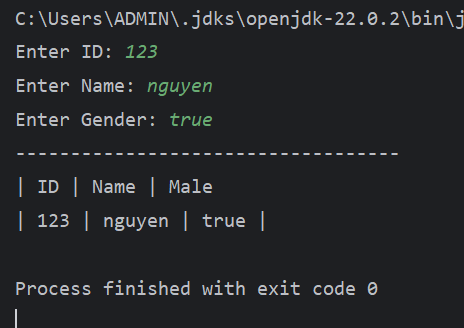 C:\Users\ADMIN\.jdks\openjdk-22.0.2\bin\j
Enter ID: 123
Enter Name: nguyen
Enter Gender: true
-----------------------------------
| ID | Name | Male
| 123 | nguyen | true |
Process finished with exit code 0